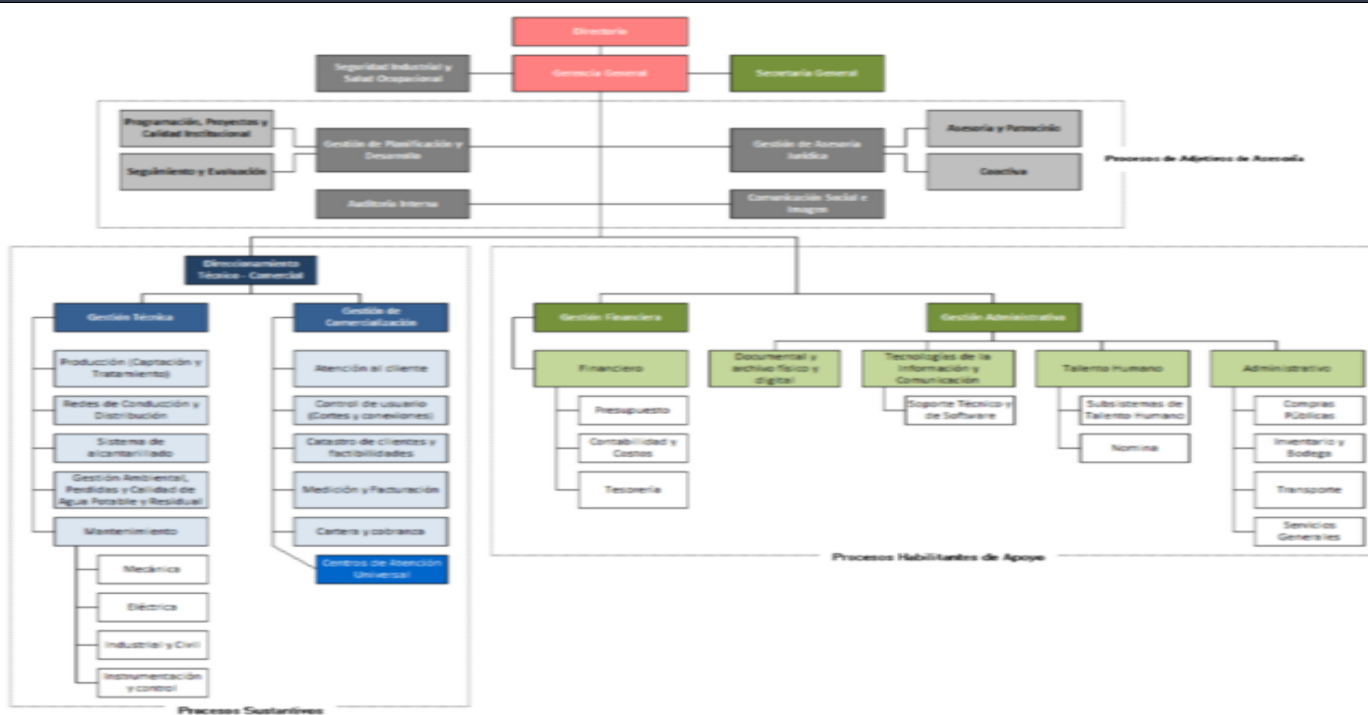 Directorio
Seguridad Industrial y
Salud Ocupacional
Gerencia General
Secretaría General
Programación, Proyectos y
Calidad Institucional
Seguimiento y Evaluación
Gestión de Planificación y
Desarrollo
Gestión de Asesoría
Jurídica
Asesoría y Patrocinio
Coactiva
Procesos de Adjetivos de Asesoría
Auditoría Interna
Comunicación Social e
Imagen
Direccionamiento
Técnico - Comercial
Gestión Técnica
Gestión de
Comercialización
Producción (Captación y
Tratamiento)
Redes de Conducción y
Distribución
Sistema de
alcantarillado
Gestión Ambiental,
Perdidas y Calidad de
Agua Potable y Residual
Mantenimiento
Mecánica
Eléctrica
Industrial y Civil
Instrumentación
y control
Atención al cliente
Control de usuario
(Cortes y conexiones)
Catastro de clientes y
factibilidades
Medición y Facturación
Cartera y cobranza
Centros de Atención
Universal
Procesos Sustantivos
Gestión Financiera
Gestión Administrativa
Financiero
Presupuesto
Contabilidad y
Costos
Tesorería
Documental y
archivo físico y
digital
Tecnologías de la
Información y
Comunicación
Soporte Técnico y
de Software
Talento Humano
Subsistemas de
Talento Humano
Nomina
Administrativo
Compras
Públicas
Inventario y
Bodega
Transporte
Servicios
Generales
Procesos Habilitantes de Apoyo